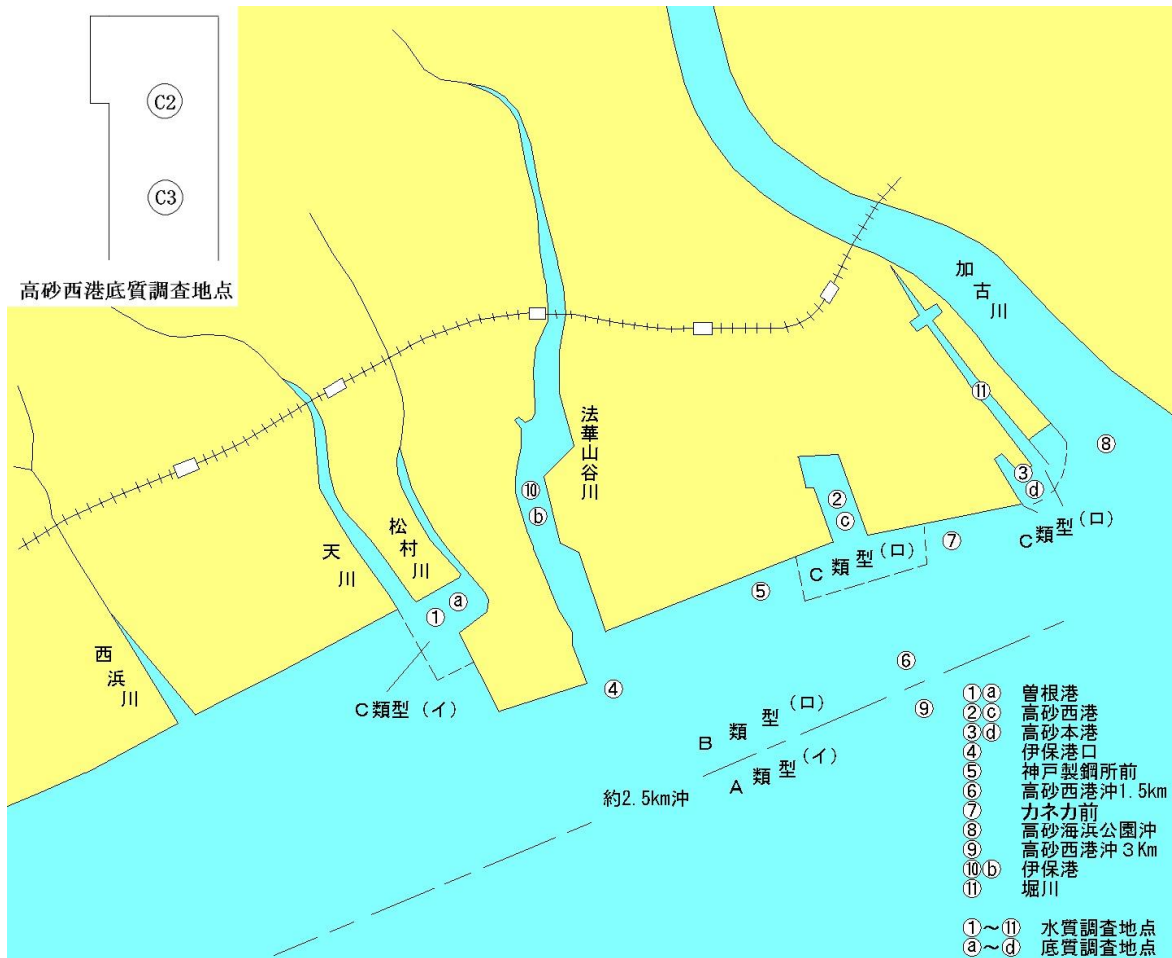 C2
C3
高砂西港底質調査地点
加古川
法華山谷川
松村川
天川
西浜川
⑪
⑧
③
ⓓ
②
ⓒ
⑩
ⓑ
C類型(ロ)
C類型(ロ)
⑦
⑤
①
ⓐ
⑥
④
C類型(イ)
⑨
B類型(ロ)
A類型(イ)
約2.5km沖
①ⓐ 曽根港
②ⓒ 高砂西港
③ⓓ 高砂本港
④ 伊保港口
⑤ 神戸製鋼所前
⑥ 高砂西港沖1.5km
⑦ カネカ前
⑧ 高砂海浜公園沖
⑨ 高砂西港沖3Km
⑩ⓑ 伊保港
⑪ 堀川
①~⑪ 水質調査地点
ⓐ~ⓓ 底質調査地点